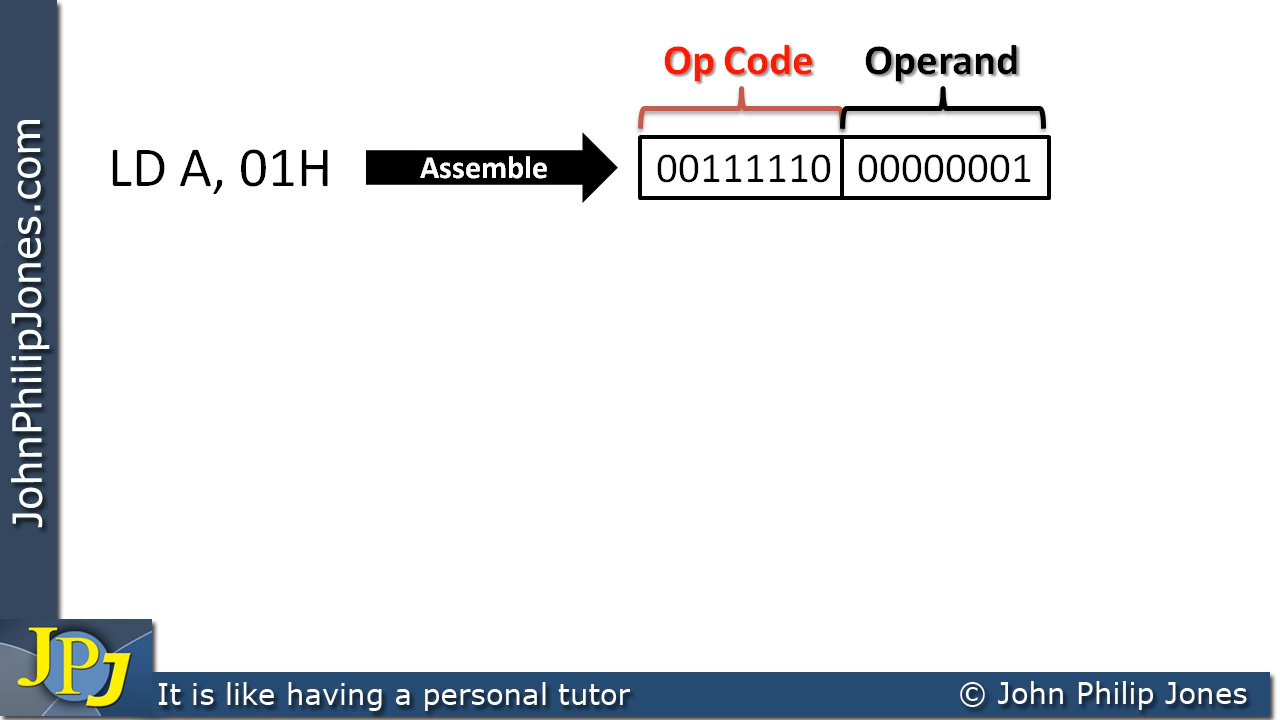 Op Code Operand
LD A, 01H Assemble 00111110 00000001
JohnPhilipJones.com
JPJ
It is like having a personal tutor © John Philip Jones